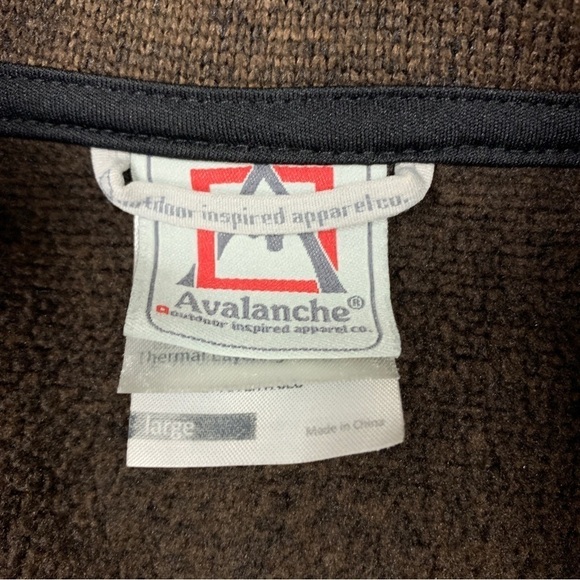 outdoor inspired apparel co.
Avalanche®
outdoor inspired apparel co.
Thermal
large
Made in China